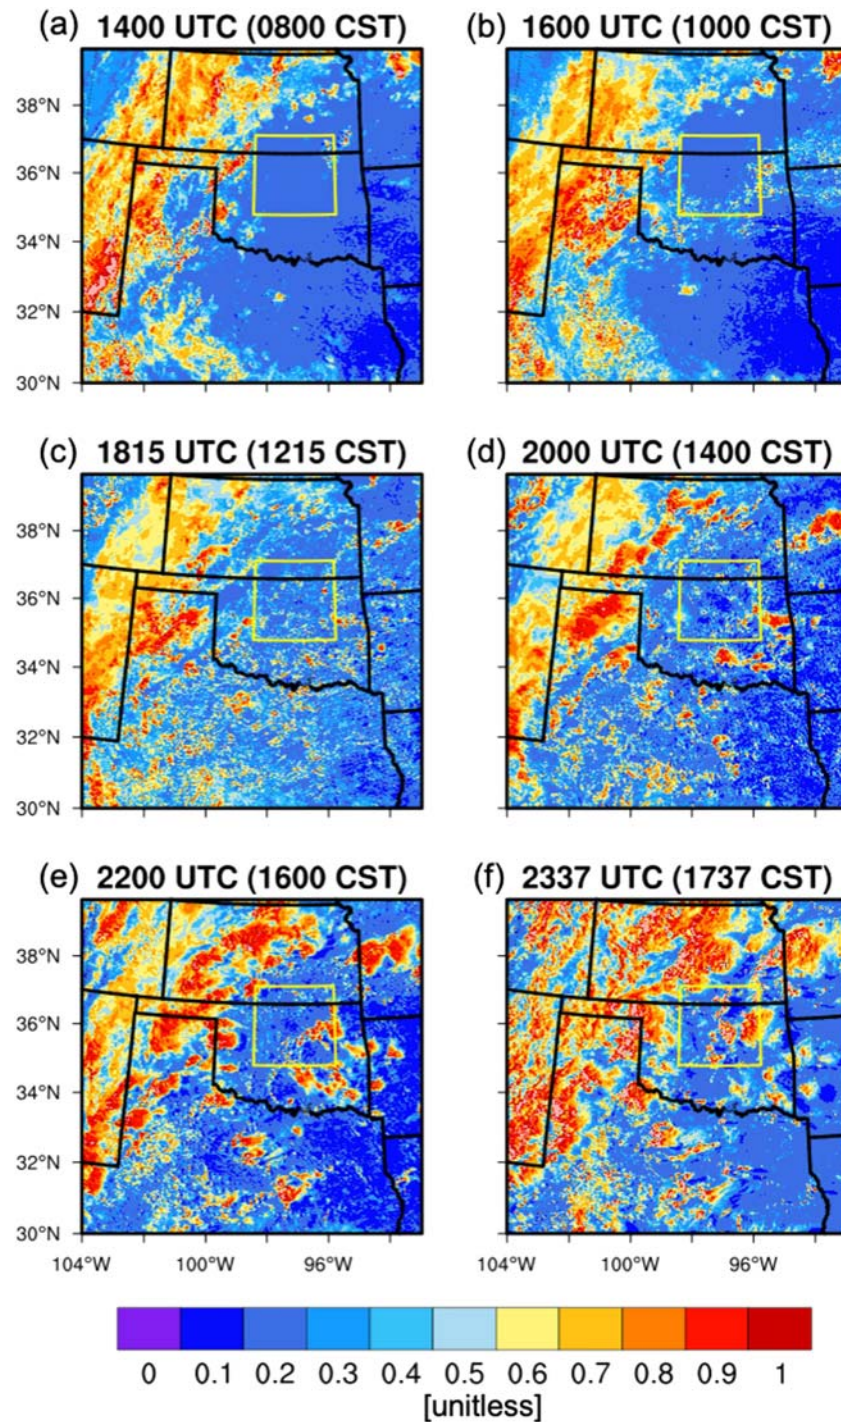 (a) 1400 UTC (0800 CST)
(b) 1600 UTC (1000 CST)
38°N
36°N
34°N
32°N
30°N
(c) 1815 UTC (1215 CST)
(d) 2000 UTC (1400 CST)
38°N
36°N
34°N
32°N
30°N
(e) 2200 UTC (1600 CST)
(f) 2337 UTC (1737 CST)
38°N
36°N
34°N
32°N
30°N
104°W 100°W 96°W
104°W 100°W 96°W
0 0.1 0.2 0.3 0.4 0.5 0.6 0.7 0.8 0.9 1
[unitless]